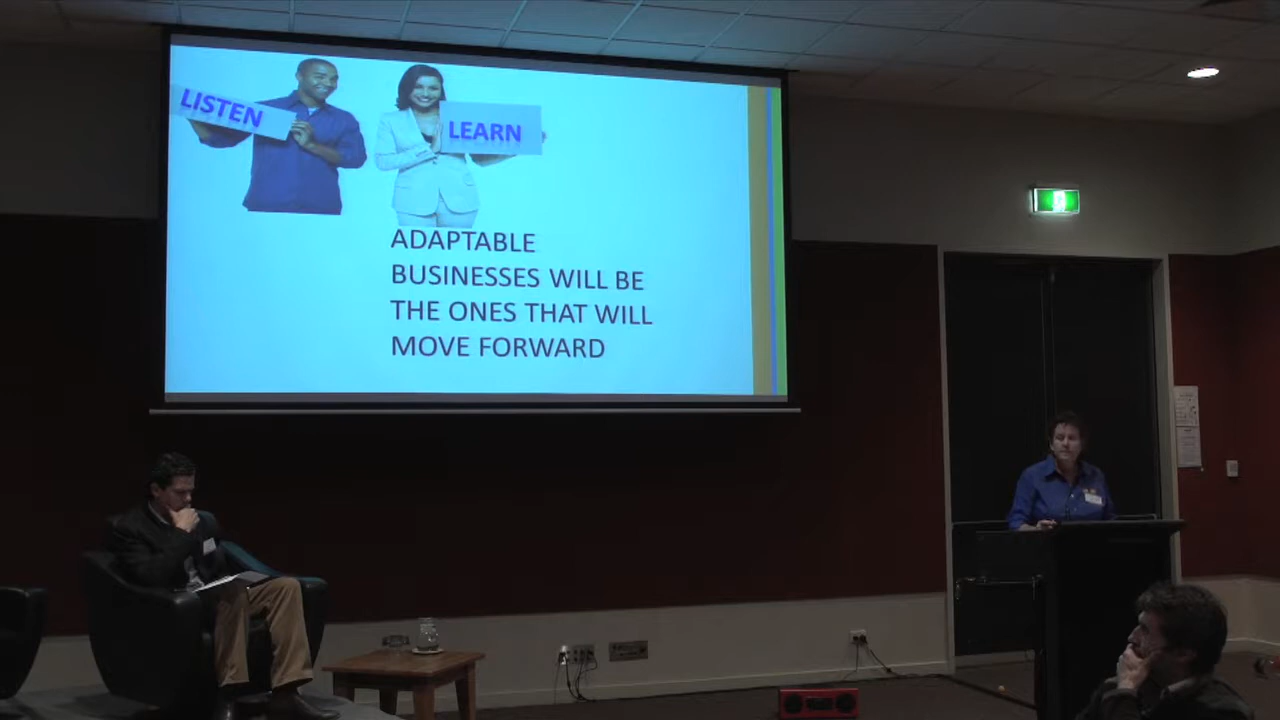 LISTEN
LEARN
ADAPTABLE
BUSINESSES WILL BE
THE ONES THAT WILL
MOVE FORWARD